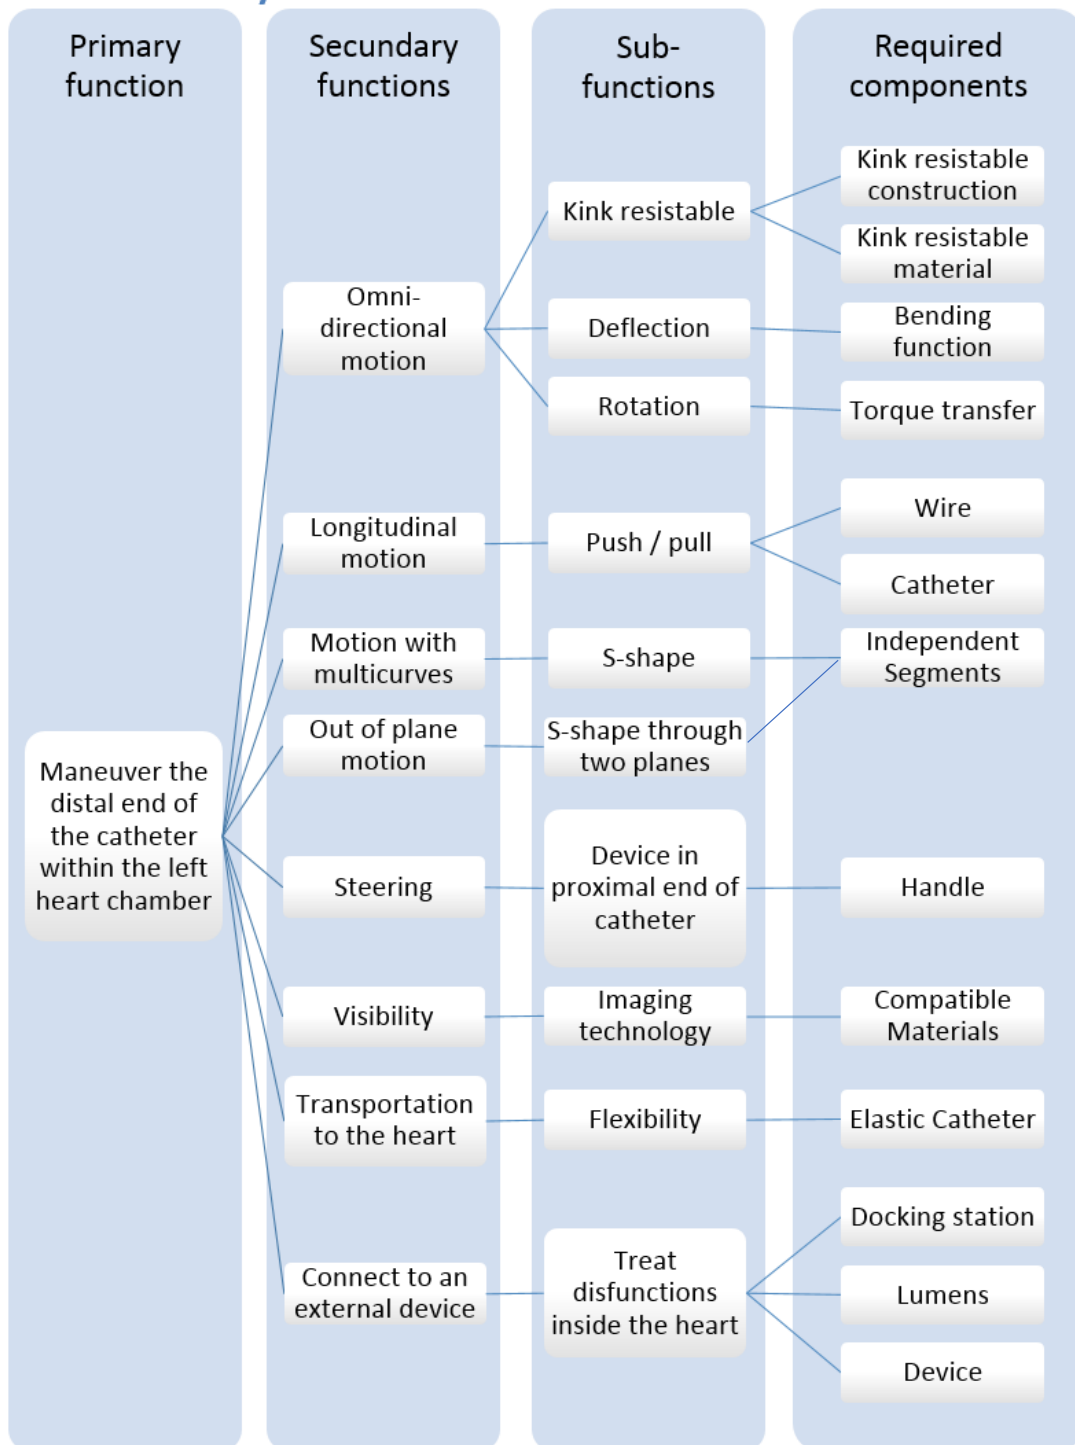 Primary
function
Secundary
functions
Sub-
functions
Required
components
Maneuver the
distal end of
the catheter
within the left
heart chamber
Omni-
directional
motion
Longitudinal
motion
Motion with
multicurves
Out of plane
motion
Steering
Visibility
Transportation
to the heart
Connect to an
external device
Kink resistable
Deflection
Rotation
Push / pull
S-shape
S-shape through
two planes
Device in
proximal end of
catheter
Imaging
technology
Flexibility
Treat
disfunctions
inside the heart
Kink resistable
construction
Kink resistable
material
Bending
function
Torque transfer
Wire
Catheter
Independent
Segments
Handle
Compatible
Materials
Elastic Catheter
Docking station
Lumens
Device